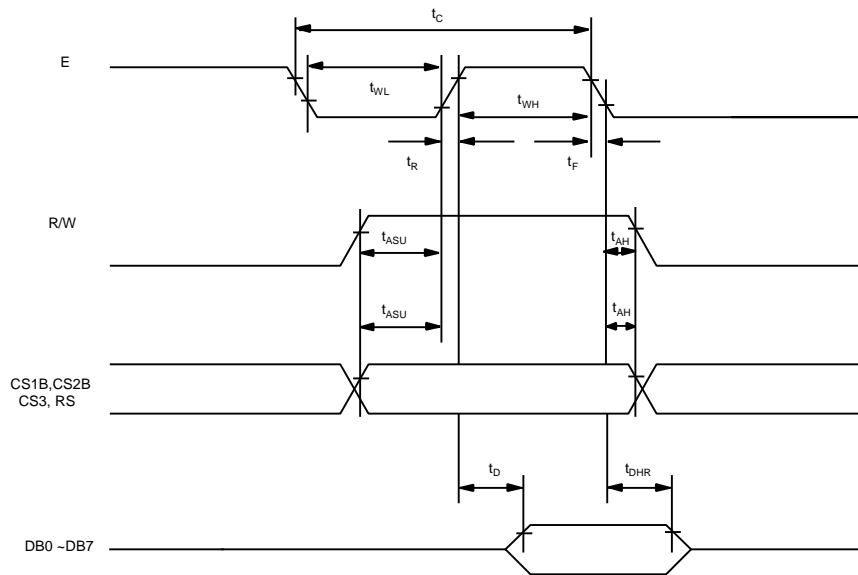 tC
E
tWL
tWH
tR
tF
R/W
tASU
tAH
tASU
tAH
CS1B,CS2B
CS3, RS
tD
tDHR
DB0 ~DB7